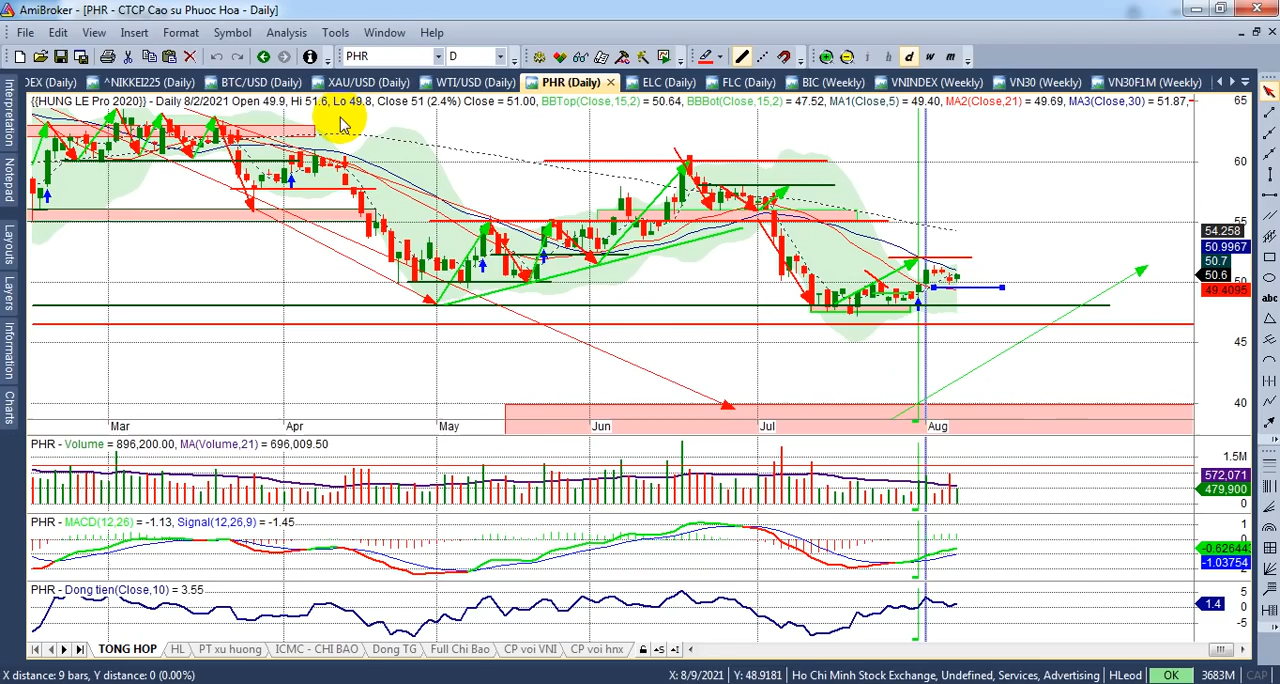 AmiBroker - [PHR - CTCP Cao su Phuoc Hoa - Daily]
File Edit View Insert Format Symbol Analysis Tools Window Help
PHR D i h d w m
DEX (Daily) ^NIKKEI225 (Daily) BTC/USD (Daily) XAU/USD (Daily) WTI/USD (Daily) PHR (Daily) ELC (Daily) FLC (Daily) BIC (Weekly) VNINDEX (Weekly) VN30 (Weekly) VN30F1M (Weekly)
{{HUNG LE Pro 2020}} - Daily 8/2/2021 Open 49.9, Hi 51.6, Lo 49.8, Close 51 (2.4%) Close = 51.00, BBTop(Close,15,2) = 50.64, BBBot(Close,15,2) = 47.52, MA1(Close,5) = 49.40, MA2(Close,21) = 49.69, MA3(Close,30) = 51.87,
Interpretation
Notepad
Layouts
Layers
Information
Charts
abc
65
60
55
54.258
50.9967
50.7
50.6
49.4095
50
45
40
Mar Apr May Jun Jul Aug
PHR - Volume = 896,200.00, MA(Volume,21) = 696,009.50
1.5M
572,071
479,900
0
PHR - MACD(12,26) = -1.13, Signal(12,26,9) = -1.45
1
0
-0.62644
-1.03754
PHR - Dong tien(Close,10) = 3.55
5
1.4
0
-5
TONG HOP HL PT xu huong ICMC - CHI BAO Dong TG Full Chi Bao CP voi VNI CP voi hnx
X distance: 9 bars, Y distance: 0 (0.00%) X: 8/9/2021 Y: 48.9181 Ho Chi Minh Stock Exchange, Undefined, Services, Advertising HLeod OK 3683M CAP